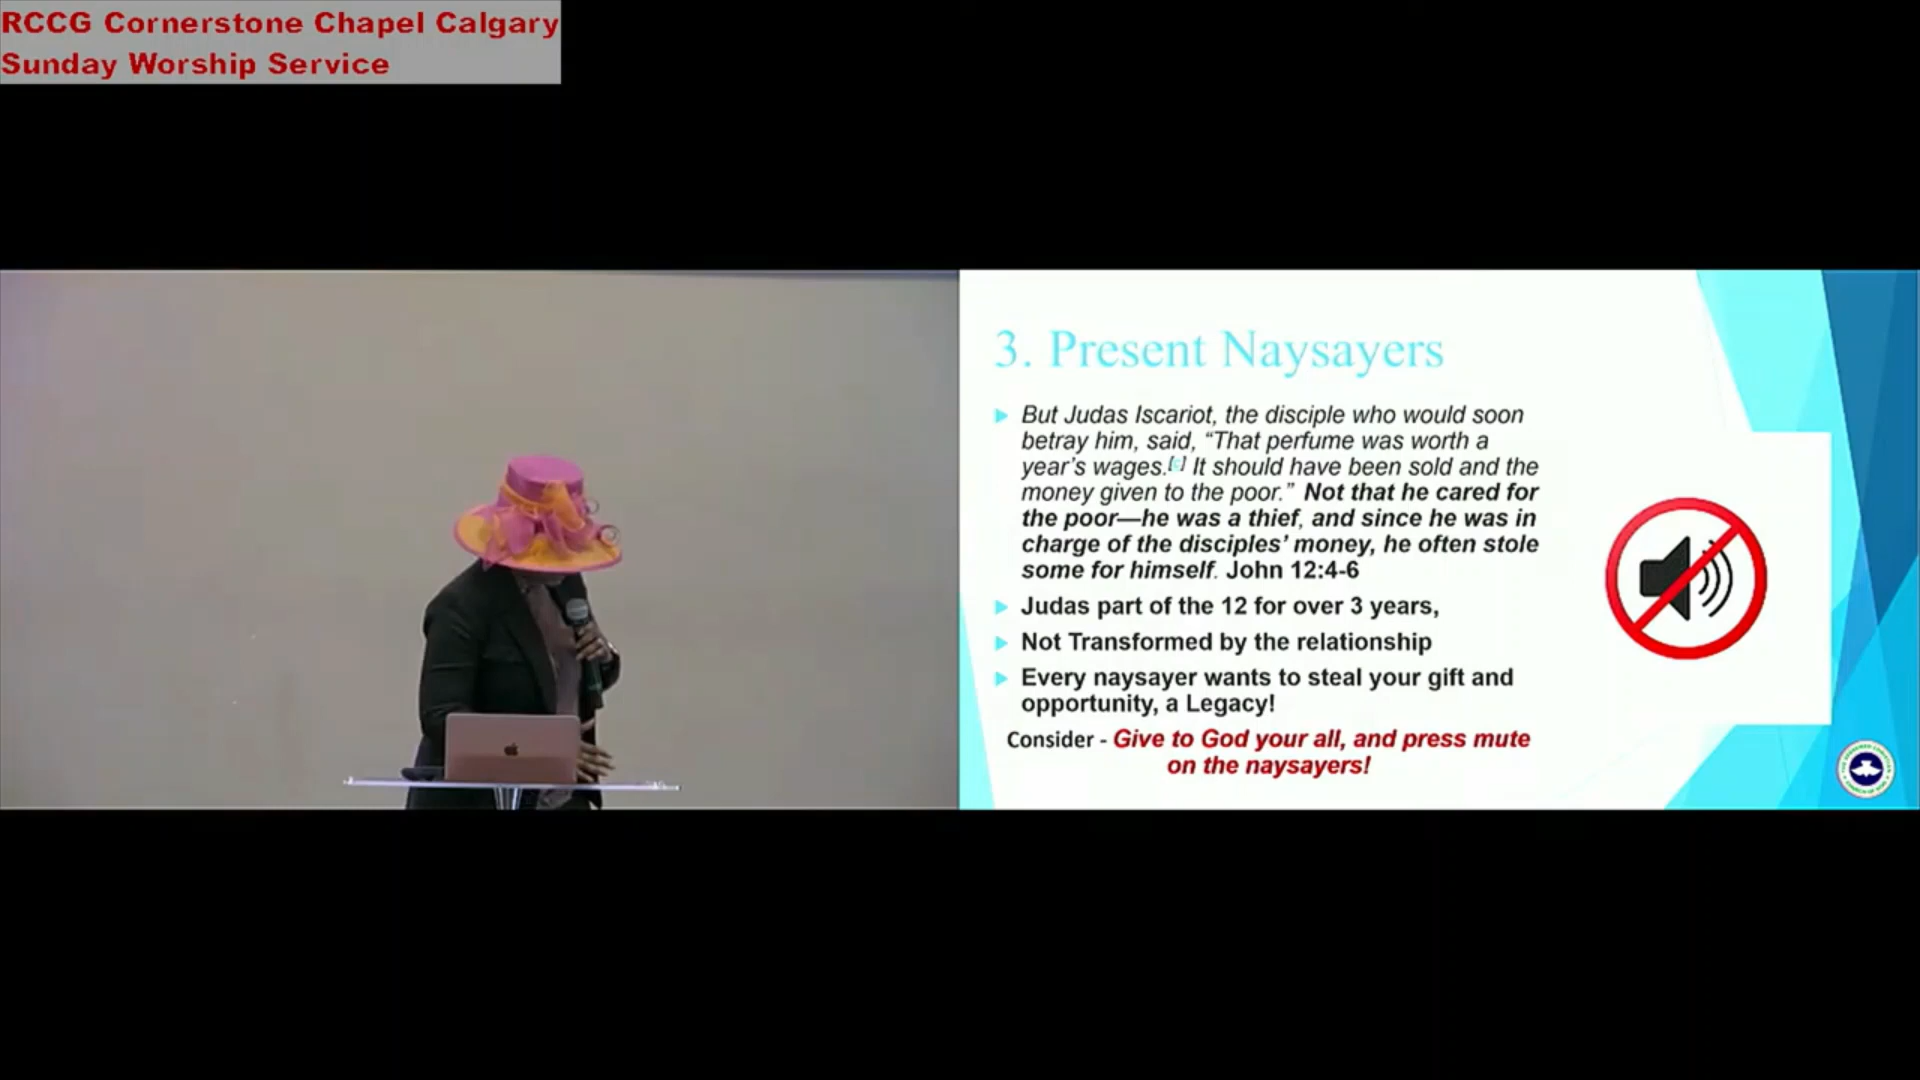 RCCG Cornerstone Chapel Calgary
Sunday Worship Service
3. Present Naysayers
But Judas Iscariot, the disciple who would soon
betray him, said, “That perfume was worth a
year’s wages.[c] It should have been sold and the
money given to the poor.” Not that he cared for
the poor—he was a thief, and since he was in
charge of the disciples’ money, he often stole
some for himself. John 12:4-6
Judas part of the 12 for over 3 years,
Not Transformed by the relationship
Every naysayer wants to steal your gift and
opportunity, a Legacy!
Consider - Give to God your all, and press mute
on the naysayers!